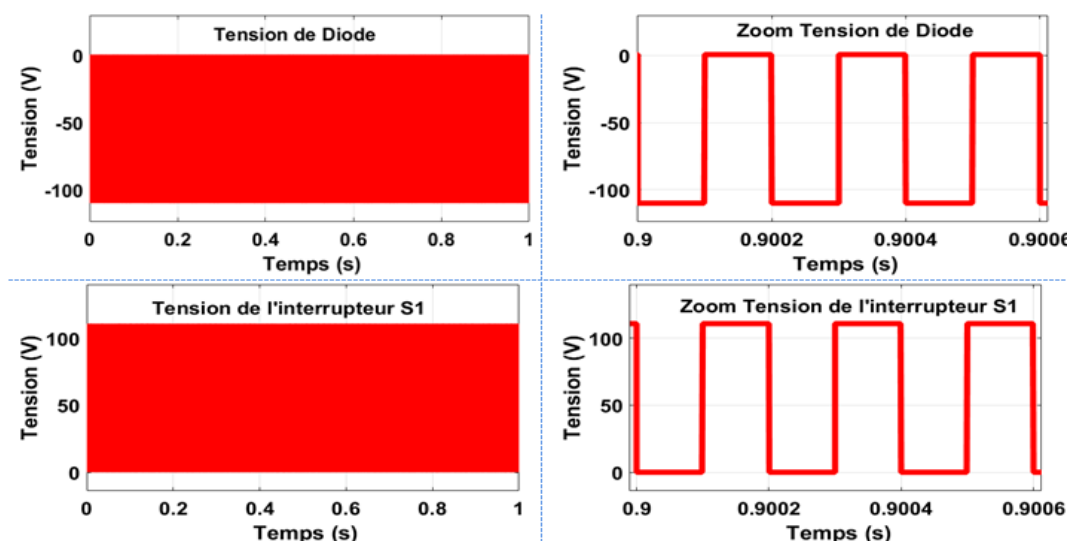 Tension de Diode
Tension (V)
0
-50
-100
0 0.2 0.4 0.6 0.8 1
Temps (s)
Zoom Tension de Diode
Tension (V)
0
-50
-100
0.9 0.9002 0.9004 0.9006
Temps (s)
Tension de l'interrupteur S1
Tension (V)
100
50
0
0 0.2 0.4 0.6 0.8 1
Temps (s)
Zoom Tension de l'interrupteur S1
Tension (V)
100
50
0
0.9 0.9002 0.9004 0.9006
Temps (s)